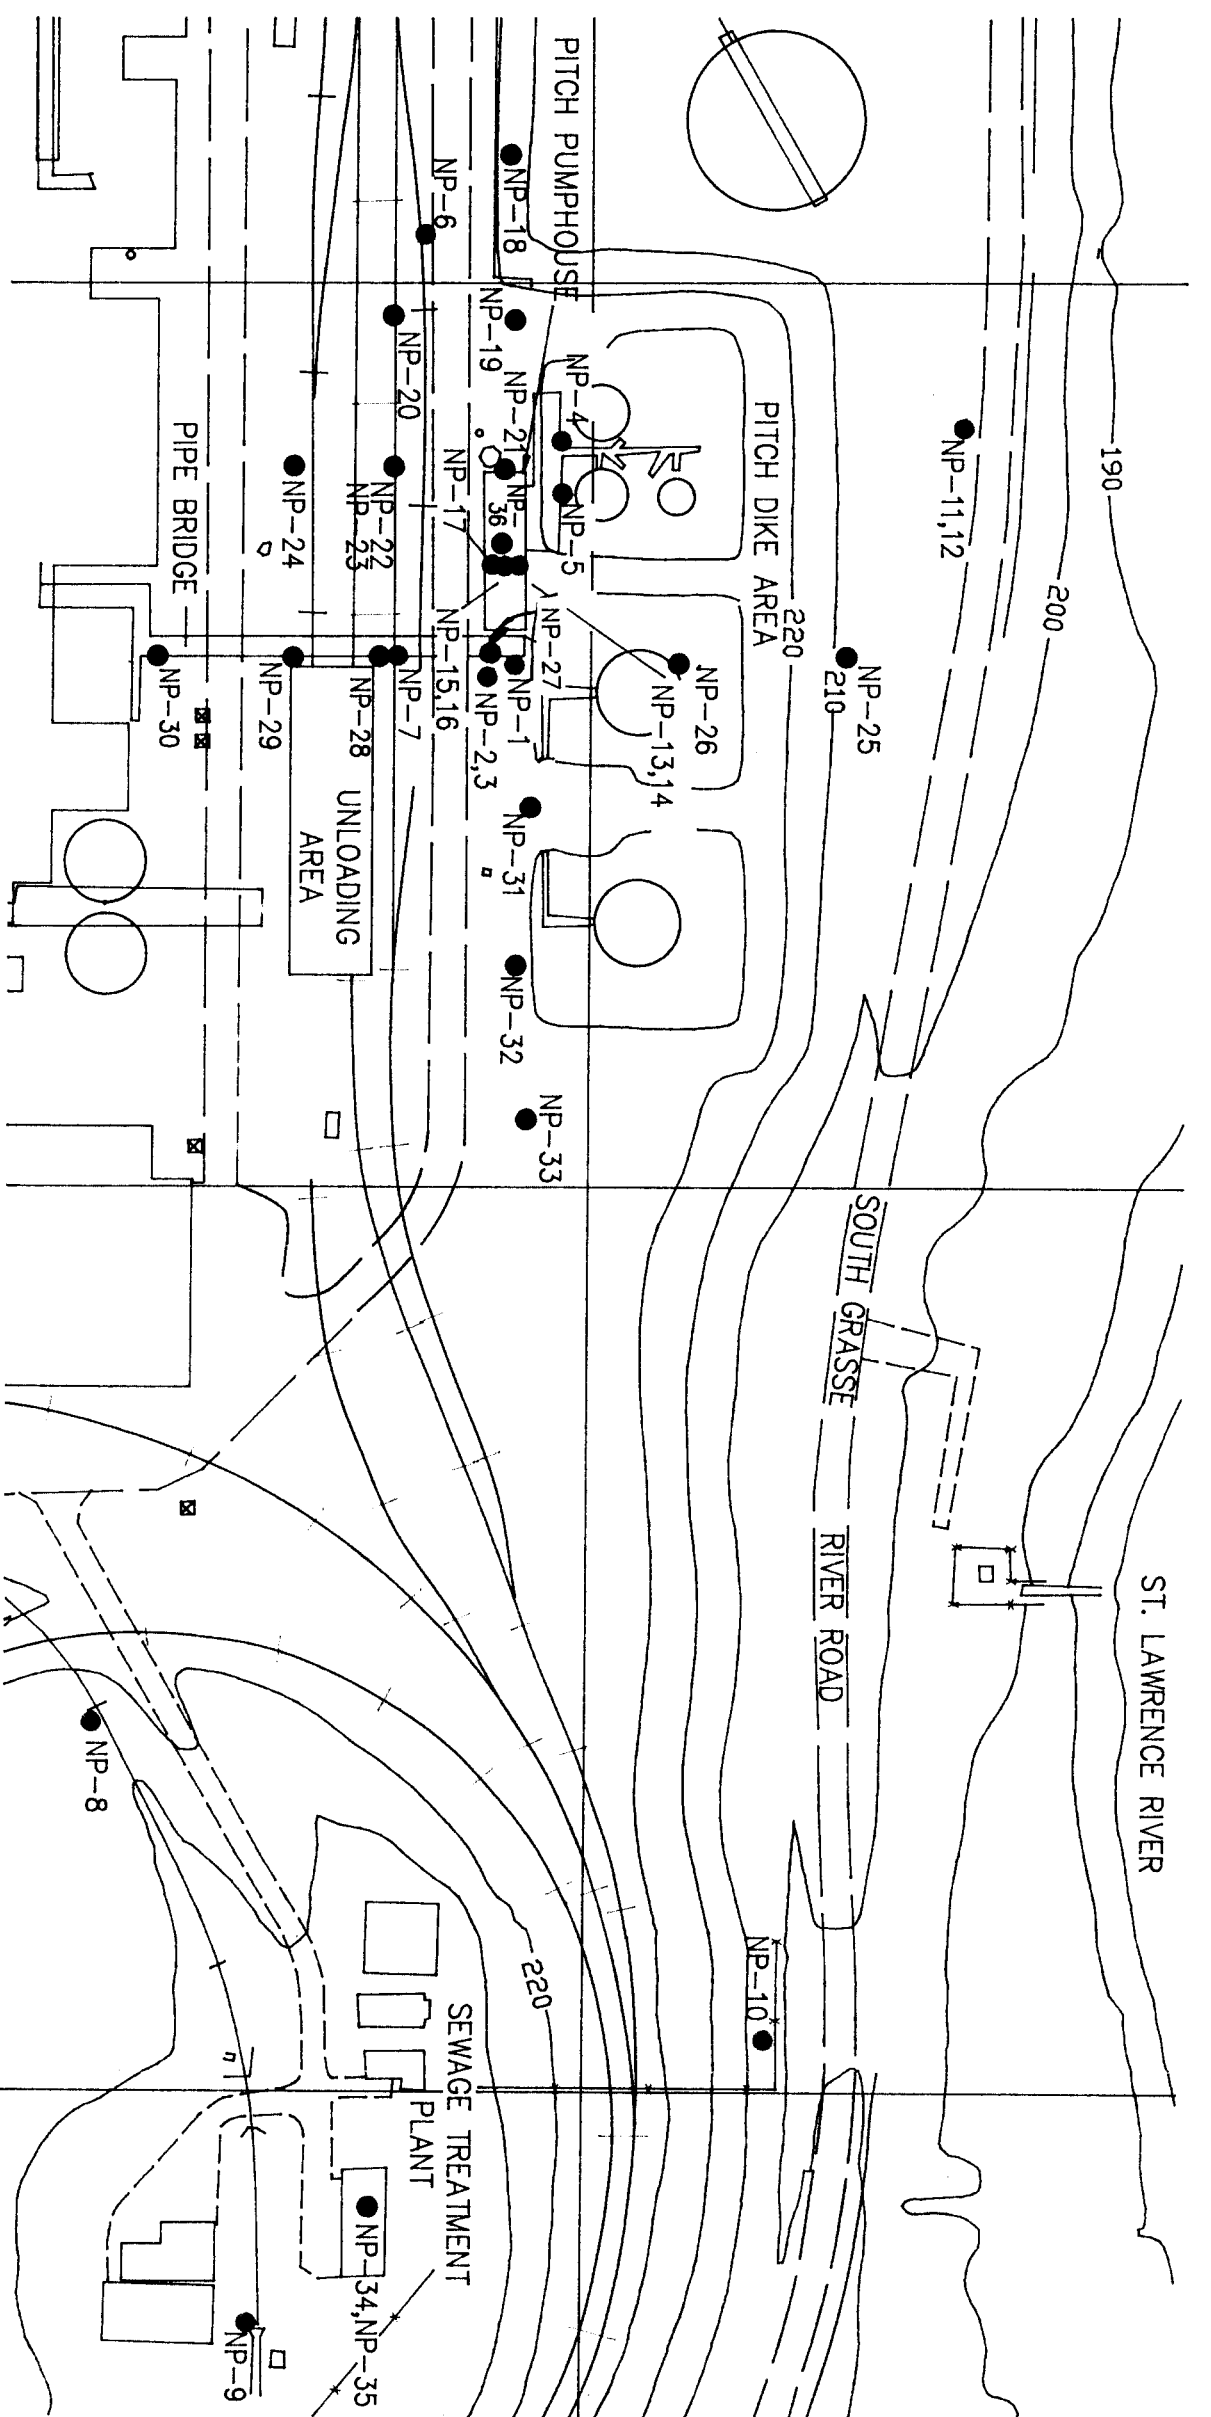 ST. LAWRENCE RIVER
190
200
NP-11,12
SOUTH GRASSE
RIVER ROAD
NP-25
210
220
PITCH DIKE AREA
NP-10
NP-26
NP-13,14
PITCH PUMPHOUSE
NP-4
NP-5
NP-27
NP-33
NP-18
NP-21
NP-
36
NP-1
NP-31
NP-32
220
NP-19
NP-2,3
NP-6
NP-17
NP-15,16
SEWAGE TREATMENT
PLANT
NP-20
NP-22
NP-23
NP-7
NP-28
UNLOADING
AREA
NP-34,NP-35
NP-24
NP-29
NP-9
PIPE BRIDGE
NP-30
NP-8